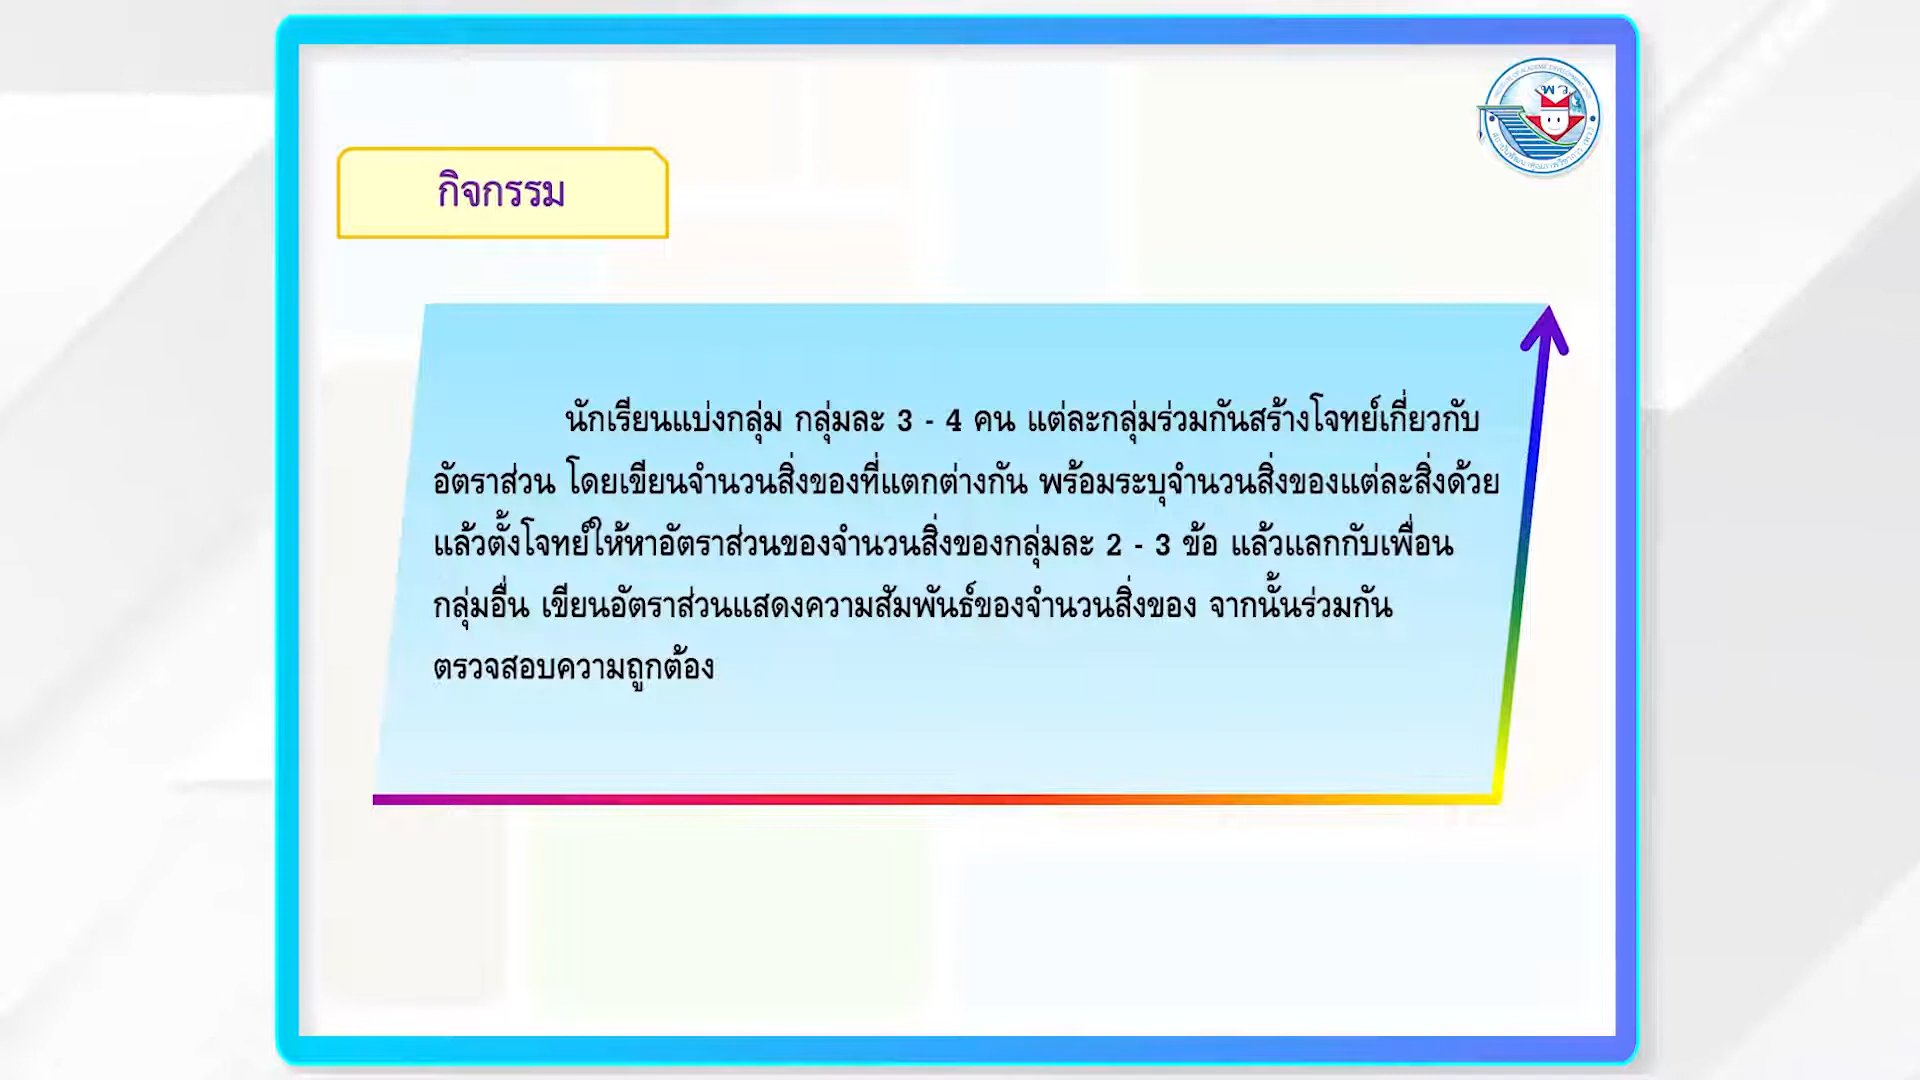 กิจกรรม
นักเรียนแบ่งกลุ่ม กลุ่มละ 3 - 4 คน แต่ละกลุ่มร่วมกันสร้างโจทย์เกี่ยวกับ
อัตราส่วน โดยเขียนจำนวนสิ่งของที่แตกต่างกัน พร้อมระบุจำนวนสิ่งของแต่ละสิ่งด้วย
แล้วตั้งโจทย์ให้หาอัตราส่วนของจำนวนสิ่งของกลุ่มละ 2 - 3 ข้อ แล้วแลกกับเพื่อน
กลุ่มอื่น เขียนอัตราส่วนแสดงความสัมพันธ์ของจำนวนสิ่งของ จากนั้นร่วมกัน
ตรวจสอบความถูกต้อง